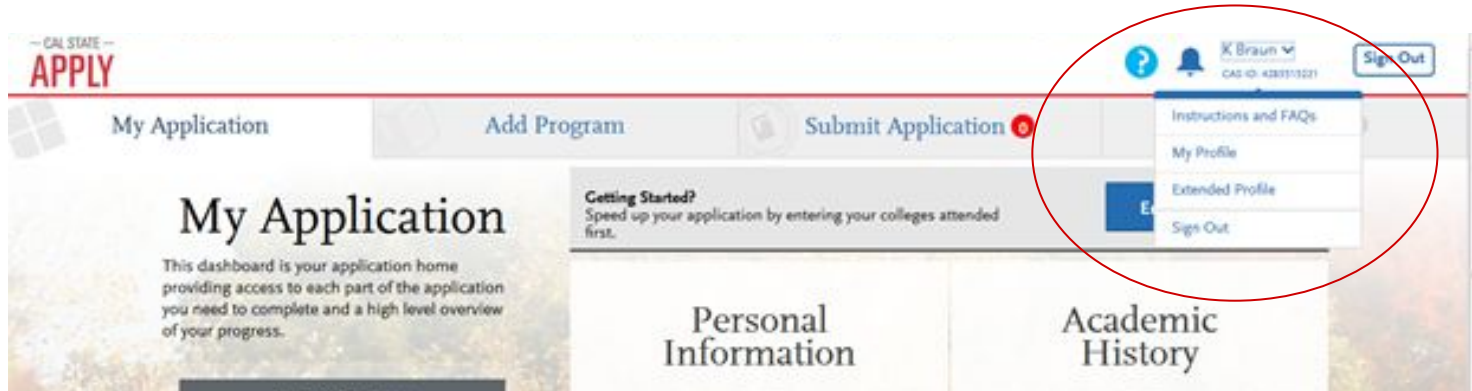 — CAL STATE —
APPLY
K Braun
Sign Out
My Application
Add Program
Submit Application 0
Instructions and FAQs
My Profile
Extended Profile
Sign Out
My Application
This dashboard is your application home
providing access to each part of the application
you need to complete and a high level overview
of your progress.
Getting Started?
Speed up your application by entering your colleges attended
first.
Personal
Information
Academic
History